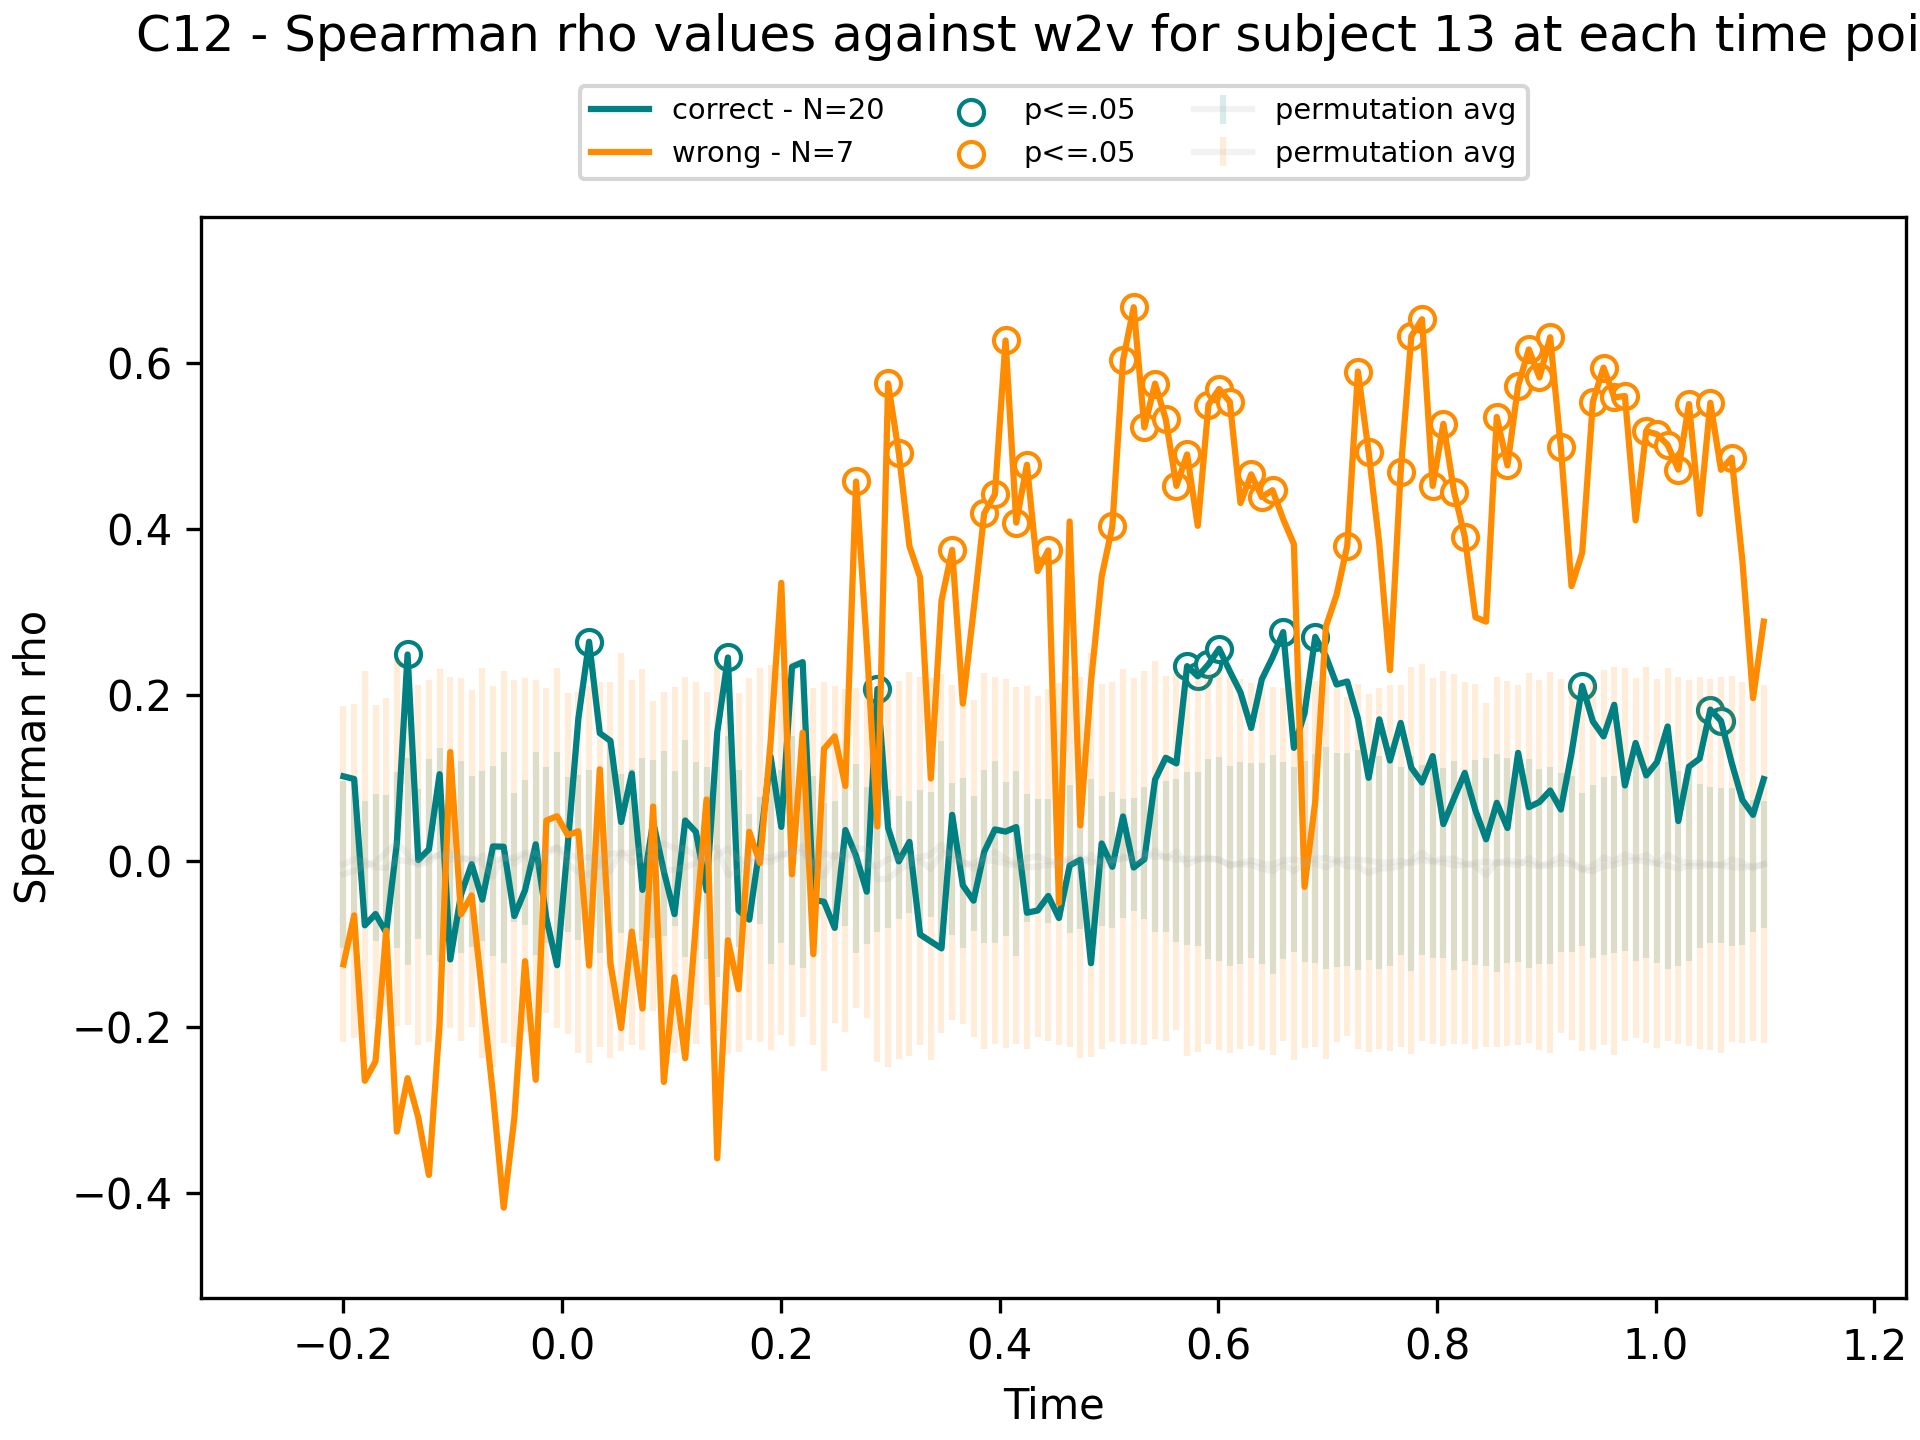 C12 - Spearman rho values against w2v for subject 13 at each time poi
correct - N=20
wrong - N=7
p<=.05
p<=.05
permutation avg
permutation avg
Spearman rho
0.6
0.4
0.2
0.0
−0.2
−0.4
−0.2
0.0
0.2
0.4
0.6
0.8
1.0
1.2
Time